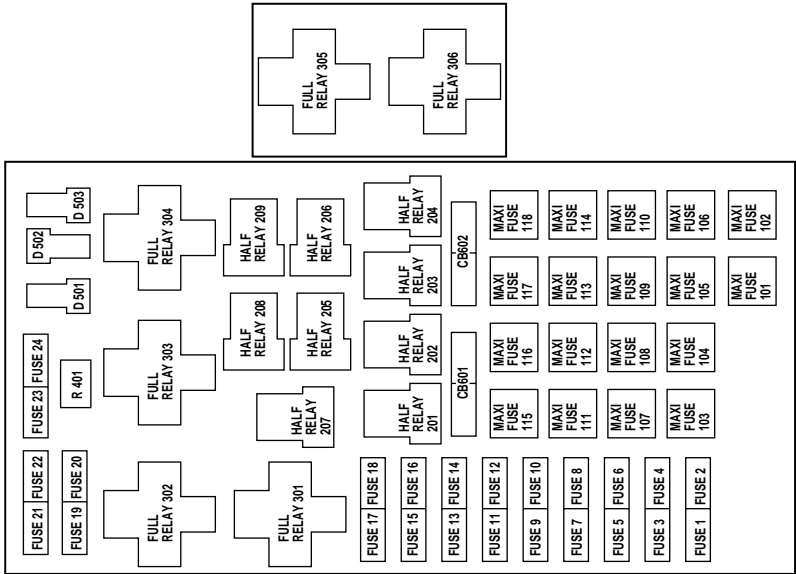 FULL
RELAY 305
FULL
RELAY 306
D 503
D 502
D 501
FULL
RELAY 304
HALF
RELAY 209
HALF
RELAY 206
HALF
RELAY
204
HALF
RELAY
203
CB602
MAXI
FUSE
118
MAXI
FUSE
114
MAXI
FUSE
110
MAXI
FUSE
106
MAXI
FUSE
102
MAXI
FUSE
117
MAXI
FUSE
113
MAXI
FUSE
109
MAXI
FUSE
105
MAXI
FUSE
101
FUSE 24
FUSE 23
R 401
FULL
RELAY 303
HALF
RELAY 208
HALF
RELAY 205
HALF
RELAY
207
HALF
RELAY
202
HALF
RELAY
201
CB601
MAXI
FUSE
116
MAXI
FUSE
112
MAXI
FUSE
108
MAXI
FUSE
104
MAXI
FUSE
115
MAXI
FUSE
111
MAXI
FUSE
107
MAXI
FUSE
103
FUSE 22
FUSE 21
FUSE 20
FUSE 19
FULL
RELAY 302
FULL
RELAY 301
FUSE 18
FUSE 17
FUSE 16
FUSE 15
FUSE 14
FUSE 13
FUSE 12
FUSE 11
FUSE 10
FUSE 9
FUSE 8
FUSE 7
FUSE 6
FUSE 5
FUSE 4
FUSE 3
FUSE 2
FUSE 1